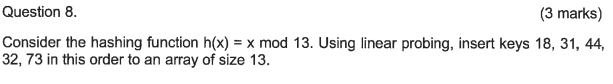 Question 8. (3 marks)
Consider the hashing function h(x) = x mod 13. Using linear probing, insert keys 18, 31, 44,
32, 73 in this order to an array of size 13.